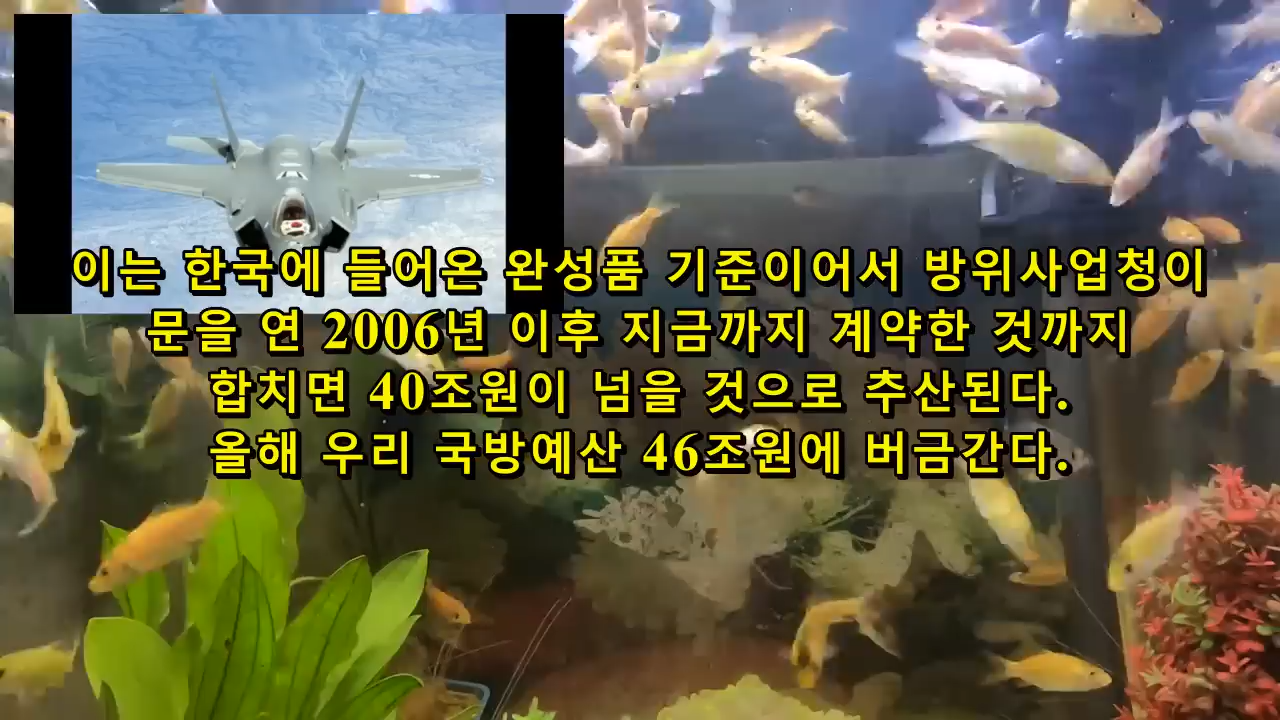 이는 한국에 들어온 완성품 기준이어서 방위사업청이
문을 연 2006년 이후 지금까지 계약한 것까지
합치면 40조원이 넘을 것으로 추산된다.
올해 우리 국방예산 46조원에 버금간다.